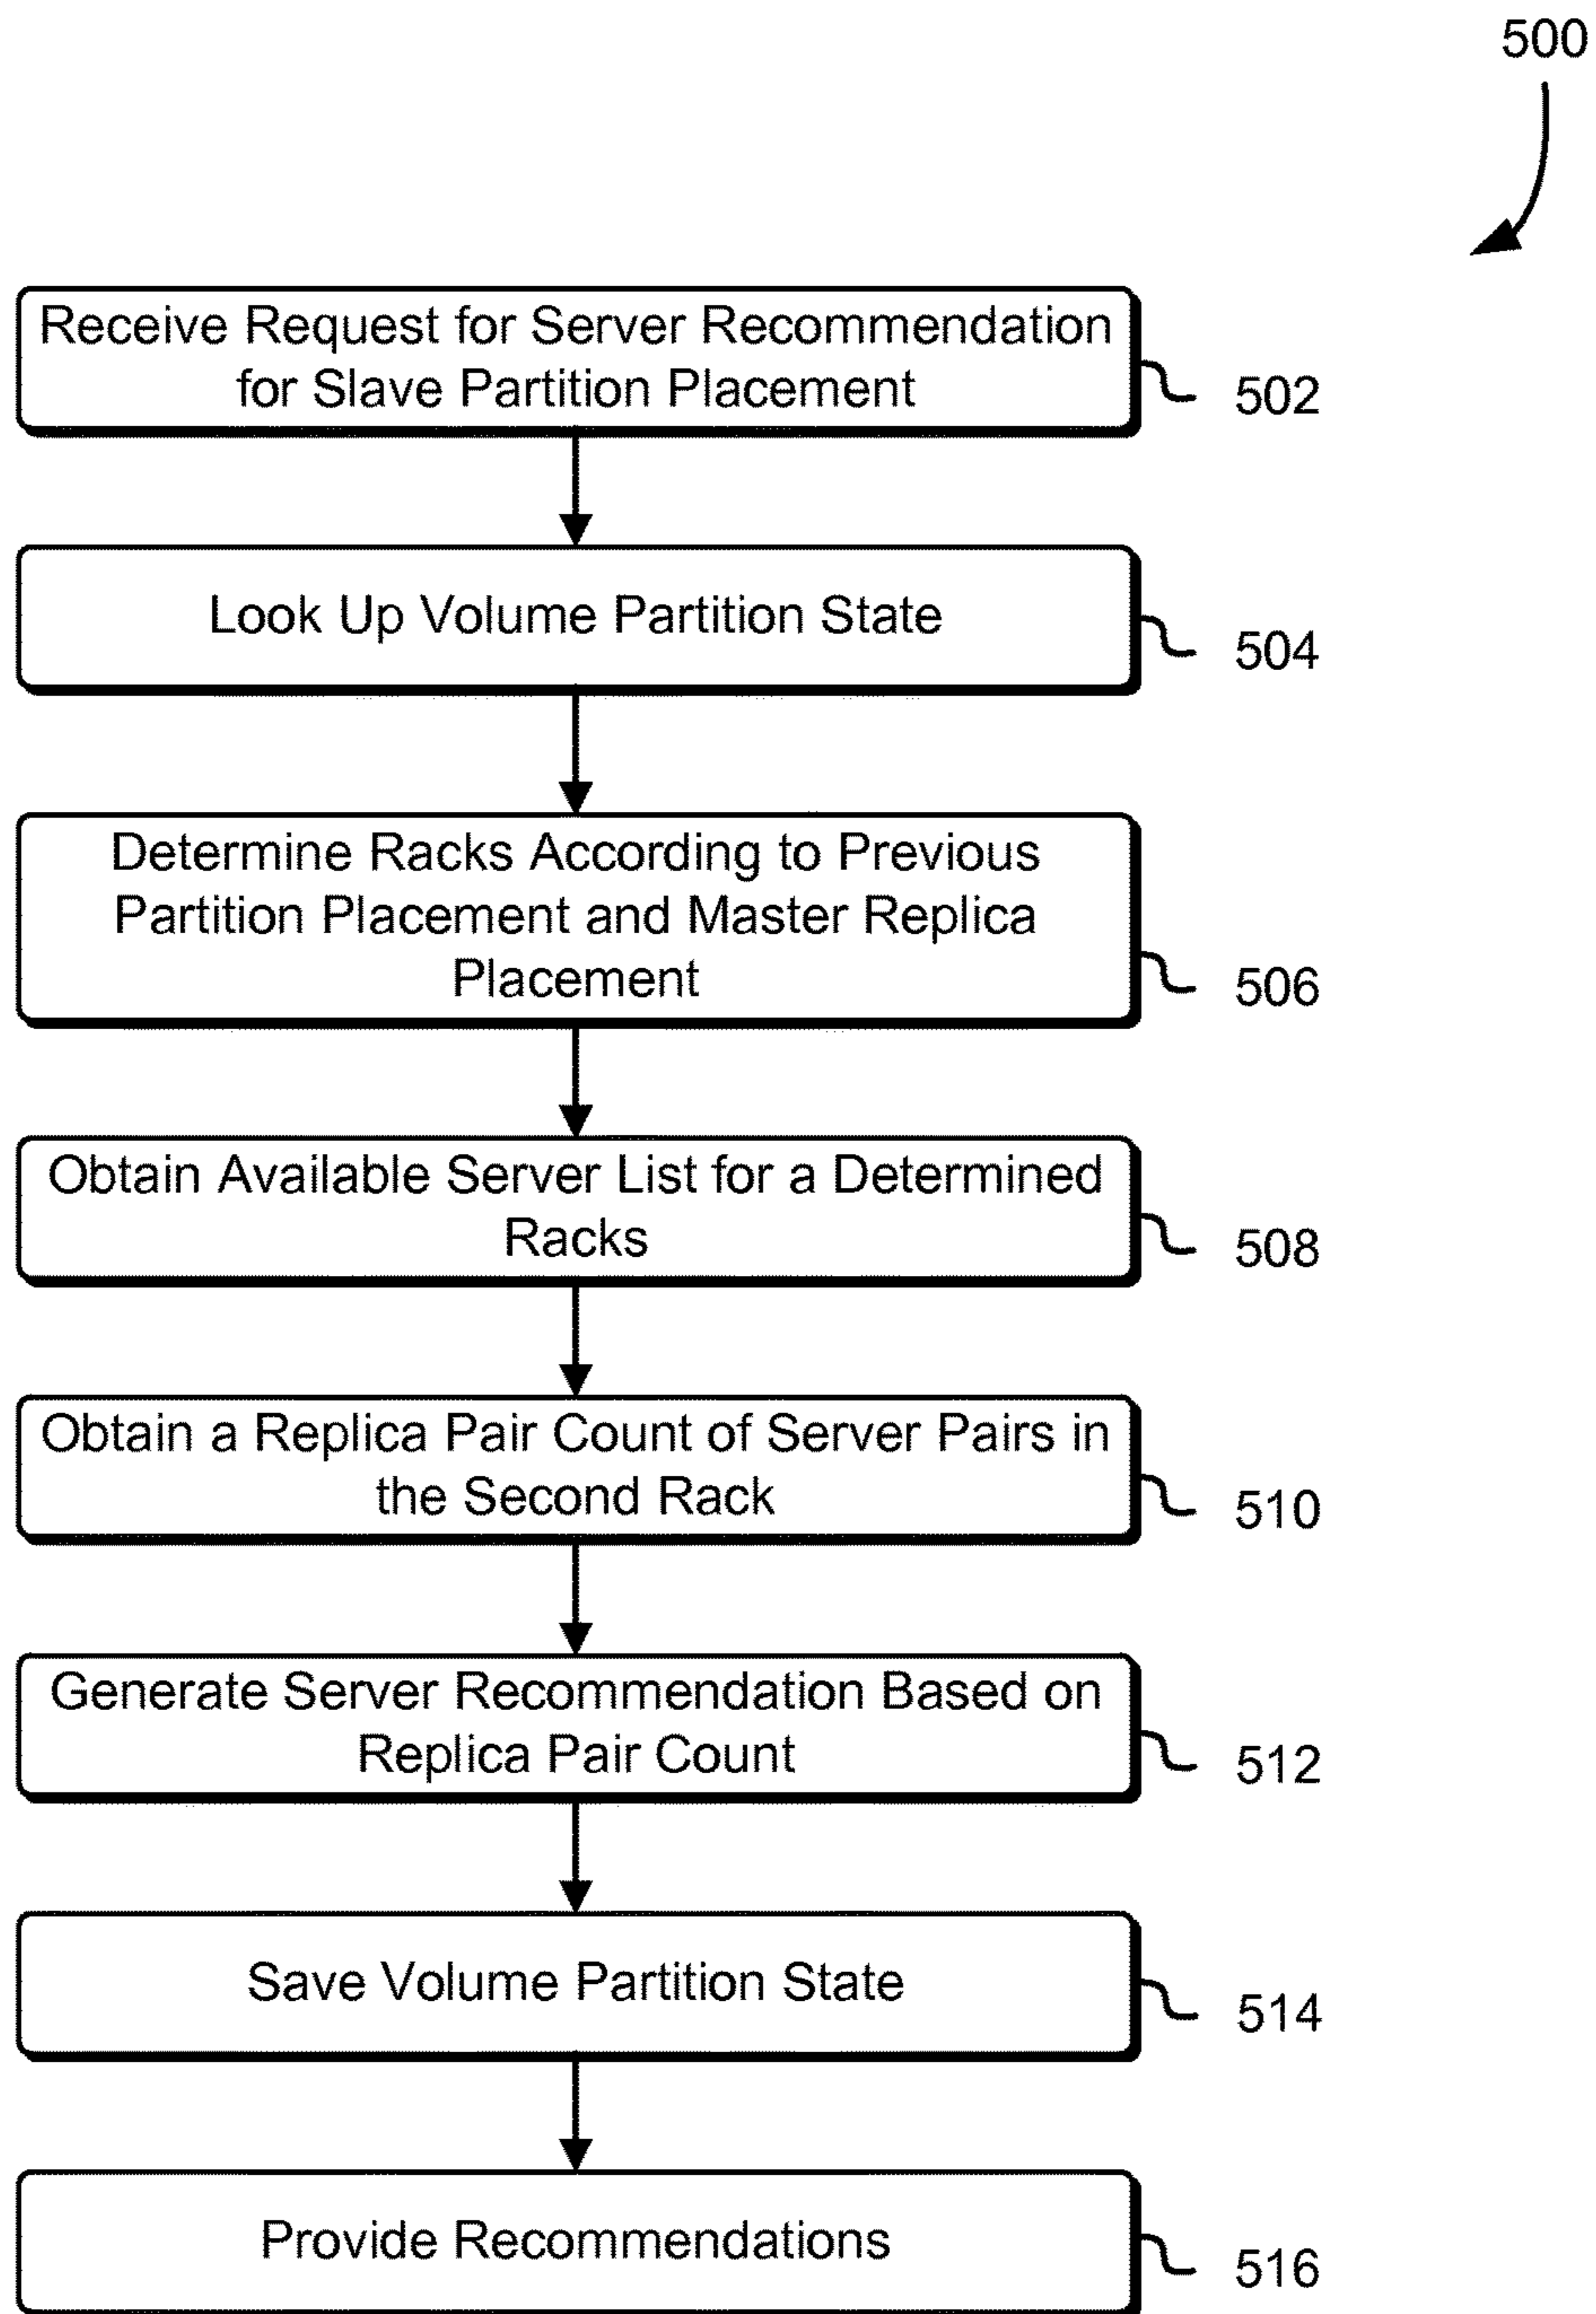 500
Receive Request for Server Recommendation
for Slave Partition Placement
502
Look Up Volume Partition State
504
Determine Racks According to Previous
Partition Placement and Master Replica
Placement
506
Obtain Available Server List for a Determined
Racks
508
Obtain a Replica Pair Count of Server Pairs in
the Second Rack
510
Generate Server Recommendation Based on
Replica Pair Count
512
Save Volume Partition State
514
Provide Recommendations
516